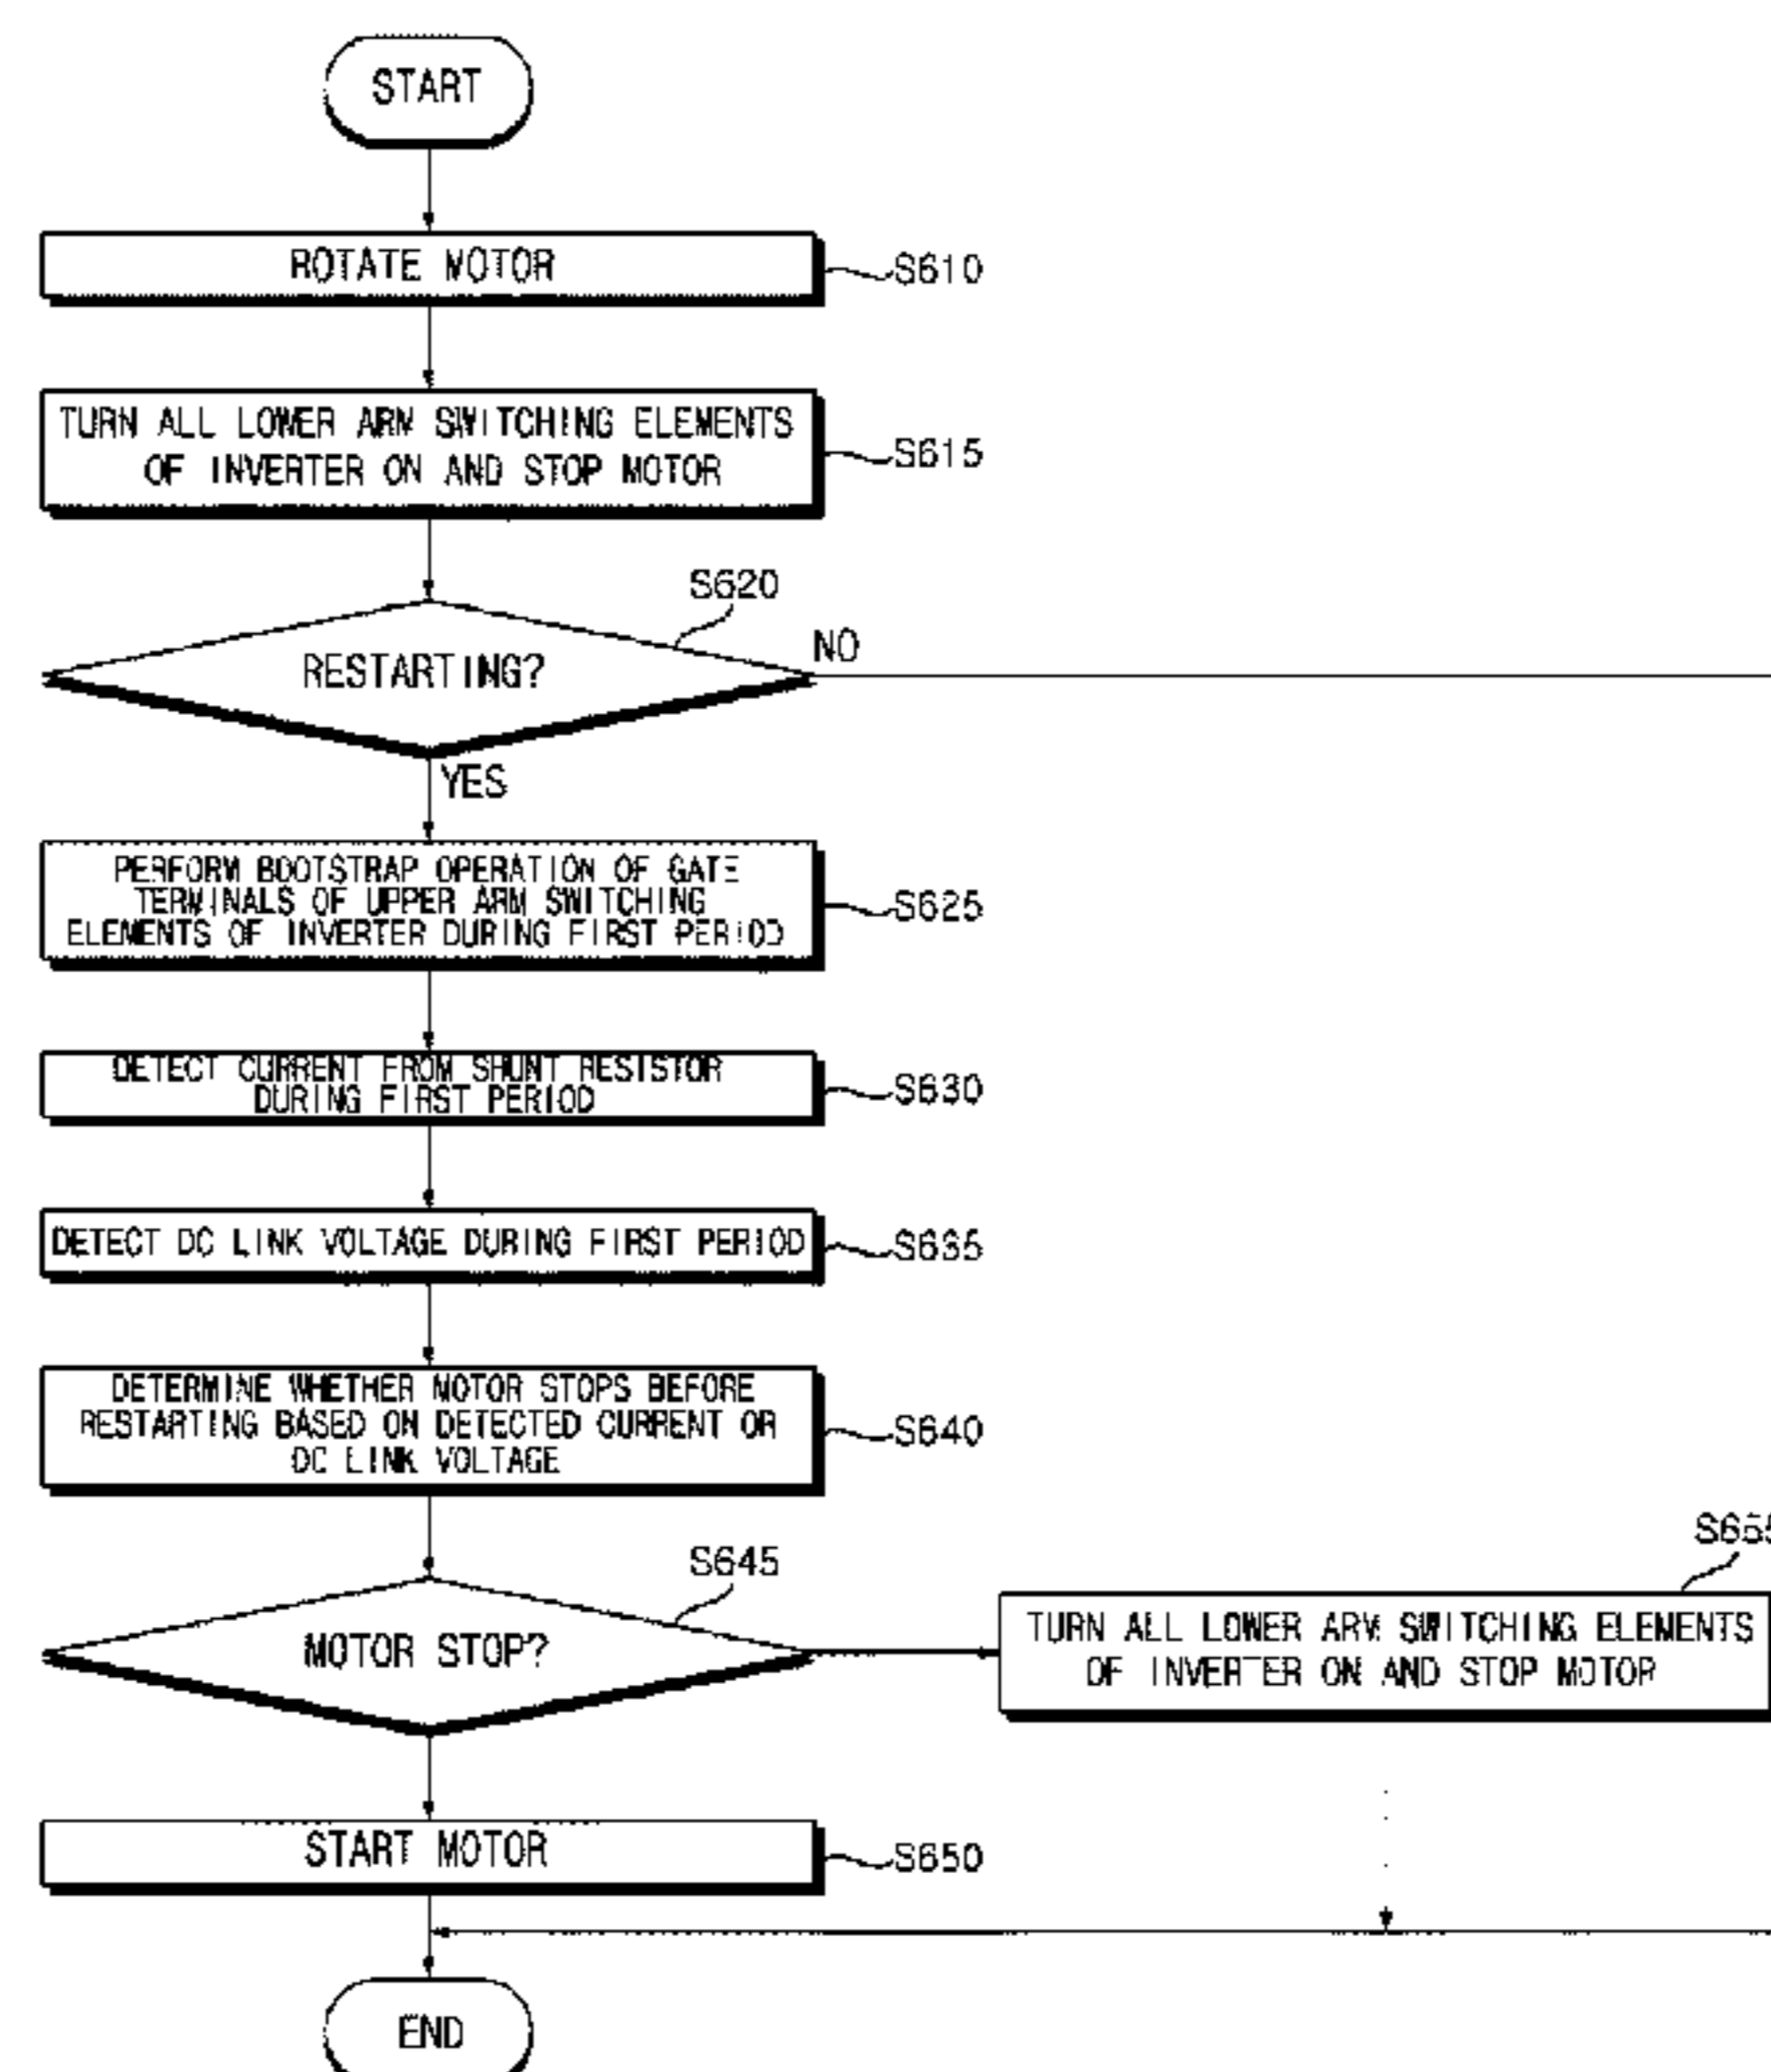 START
ROTATE MOTOR
S610
TURN ALL LOWER ARM SWITCHING ELEMENTS
OF INVERTER ON AND STOP MOTOR
S615
S620
RESTARTING?
NO
YES
PERFORM BOOTSTRAP OPERATION OF GATE
TERMINALS OF UPPER ARM SWITCHING
ELEMENTS OF INVERTER DURING FIRST PERIOD
S625
DETECT CURRENT FROM SHUNT RESISTOR
DURING FIRST PERIOD
S630
DETECT DC LINK VOLTAGE DURING FIRST PERIOD
S635
DETERMINE WHETHER MOTOR STOPS BEFORE
RESTARTING BASED ON DETECTED CURRENT OR
DC LINK VOLTAGE
S640
S645
MOTOR STOP?
S655
TURN ALL LOWER ARM SWITCHING ELEMENTS
OF INVERTER ON AND STOP MOTOR
START MOTOR
S650
END